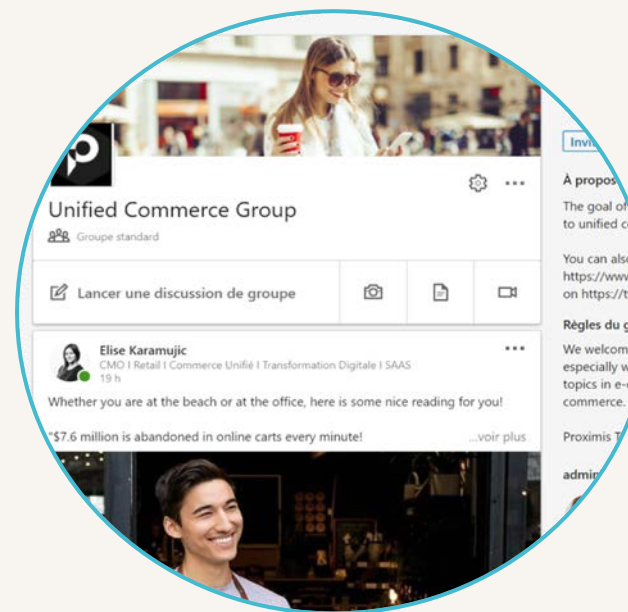 Unified Commerce Group
Groupe standard
Lancer une discussion de groupe
Elise Karamujic
CMO I Retail I Commerce Unifié I Transformation Digitale I SAAS
19 h
Whether you are at the beach or at the office, here is some nice reading for you!
"$7.6 million is abandoned in online carts every minute!
...voir plus
À propos
The goal of
to unified
You can
https://www
on https://t
Règles du
We welcom
especially
topics in
commerce.
Proximis
admin